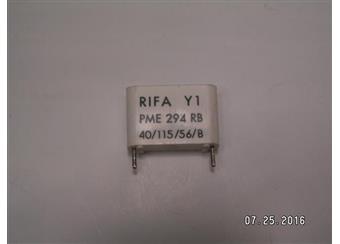 RIFA Y1
PME 294 RB
40/115/56/B
07.25.2016